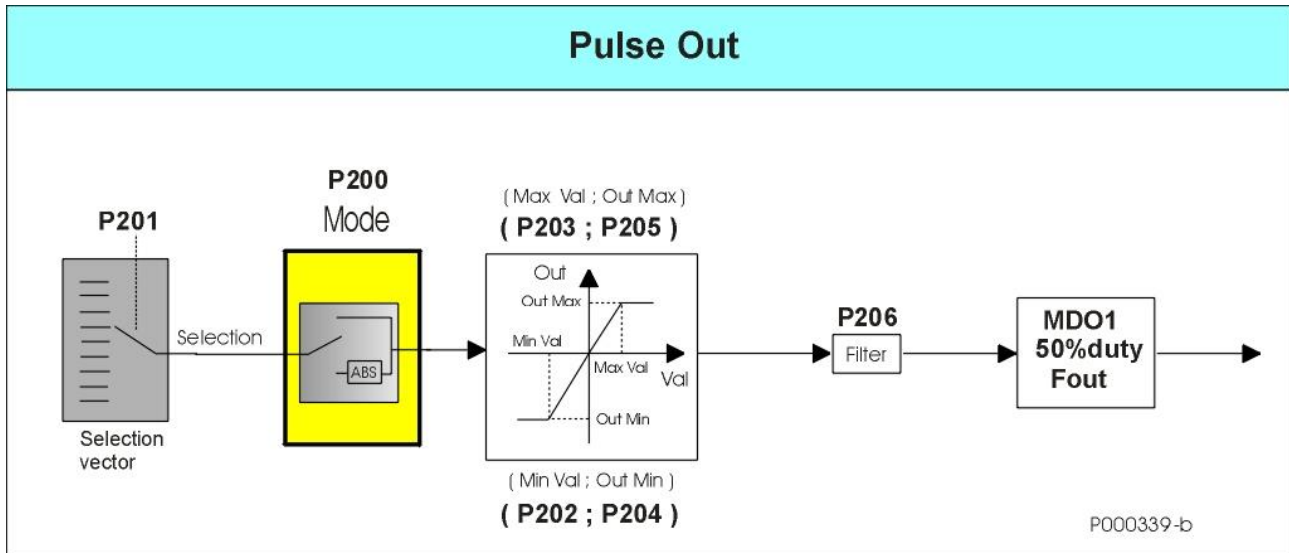 Pulse Out
P201
Selection
vector
Selection
P200
Mode
ABS
( Max Val ; Out Max )
( P203 ; P205 )
Out
Out Max
Min Val
Max Val
Val
Out Min
( Min Val ; Out Min )
( P202 ; P204 )
P206
Filter
MDO1
50%duty
Fout
P000339-b